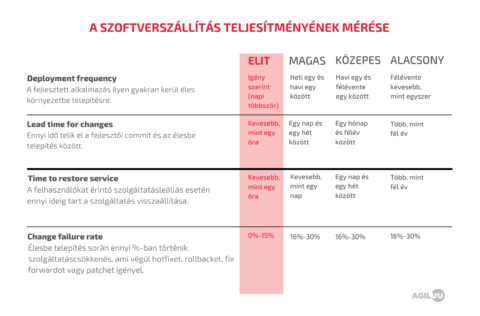 A SZOFTVERSZÁLLÍTÁS TELJESÍTMÉNYÉNEK MÉRÉSE
ELIT MAGAS KÖZEPES ALACSONY
Deployment frequency
A fejlesztett alkalmazás ilyen gyakran kerül éles
környezetbe telepítésre.
Igény
szerint
(napi
többször)
Heti egy és
havi egy
között
Havi egy és
félévente
egy között
Félévente
kevesebb,
mint egyszer
Lead time for changes
Ennyi idő telik el a fejlesztői commit és az élesbe
telepítés között.
Kevesebb,
mint egy
óra
Egy nap és
egy hét
között
Egy hónap
és félév
között
Több, mint
fél év
Time to restore service
A felhasználókat érintő szolgáltatásleállás esetén
ennyi ideig tart a szolgáltatás visszaállítása.
Kevesebb,
mint egy
óra
Kevesebb,
mint egy
nap
Egy nap és
egy hét
között
Több, mint
fél év
Change failure rate
Élesbe telepítés során ennyi %-ban történik
szolgáltatáscsökkenés, ami végül hotfixet, rollbacket, fix
forwardot vagy patchet igényel.
0%-15%
16%-30%
16%-30%
16%-30%
AGILJU